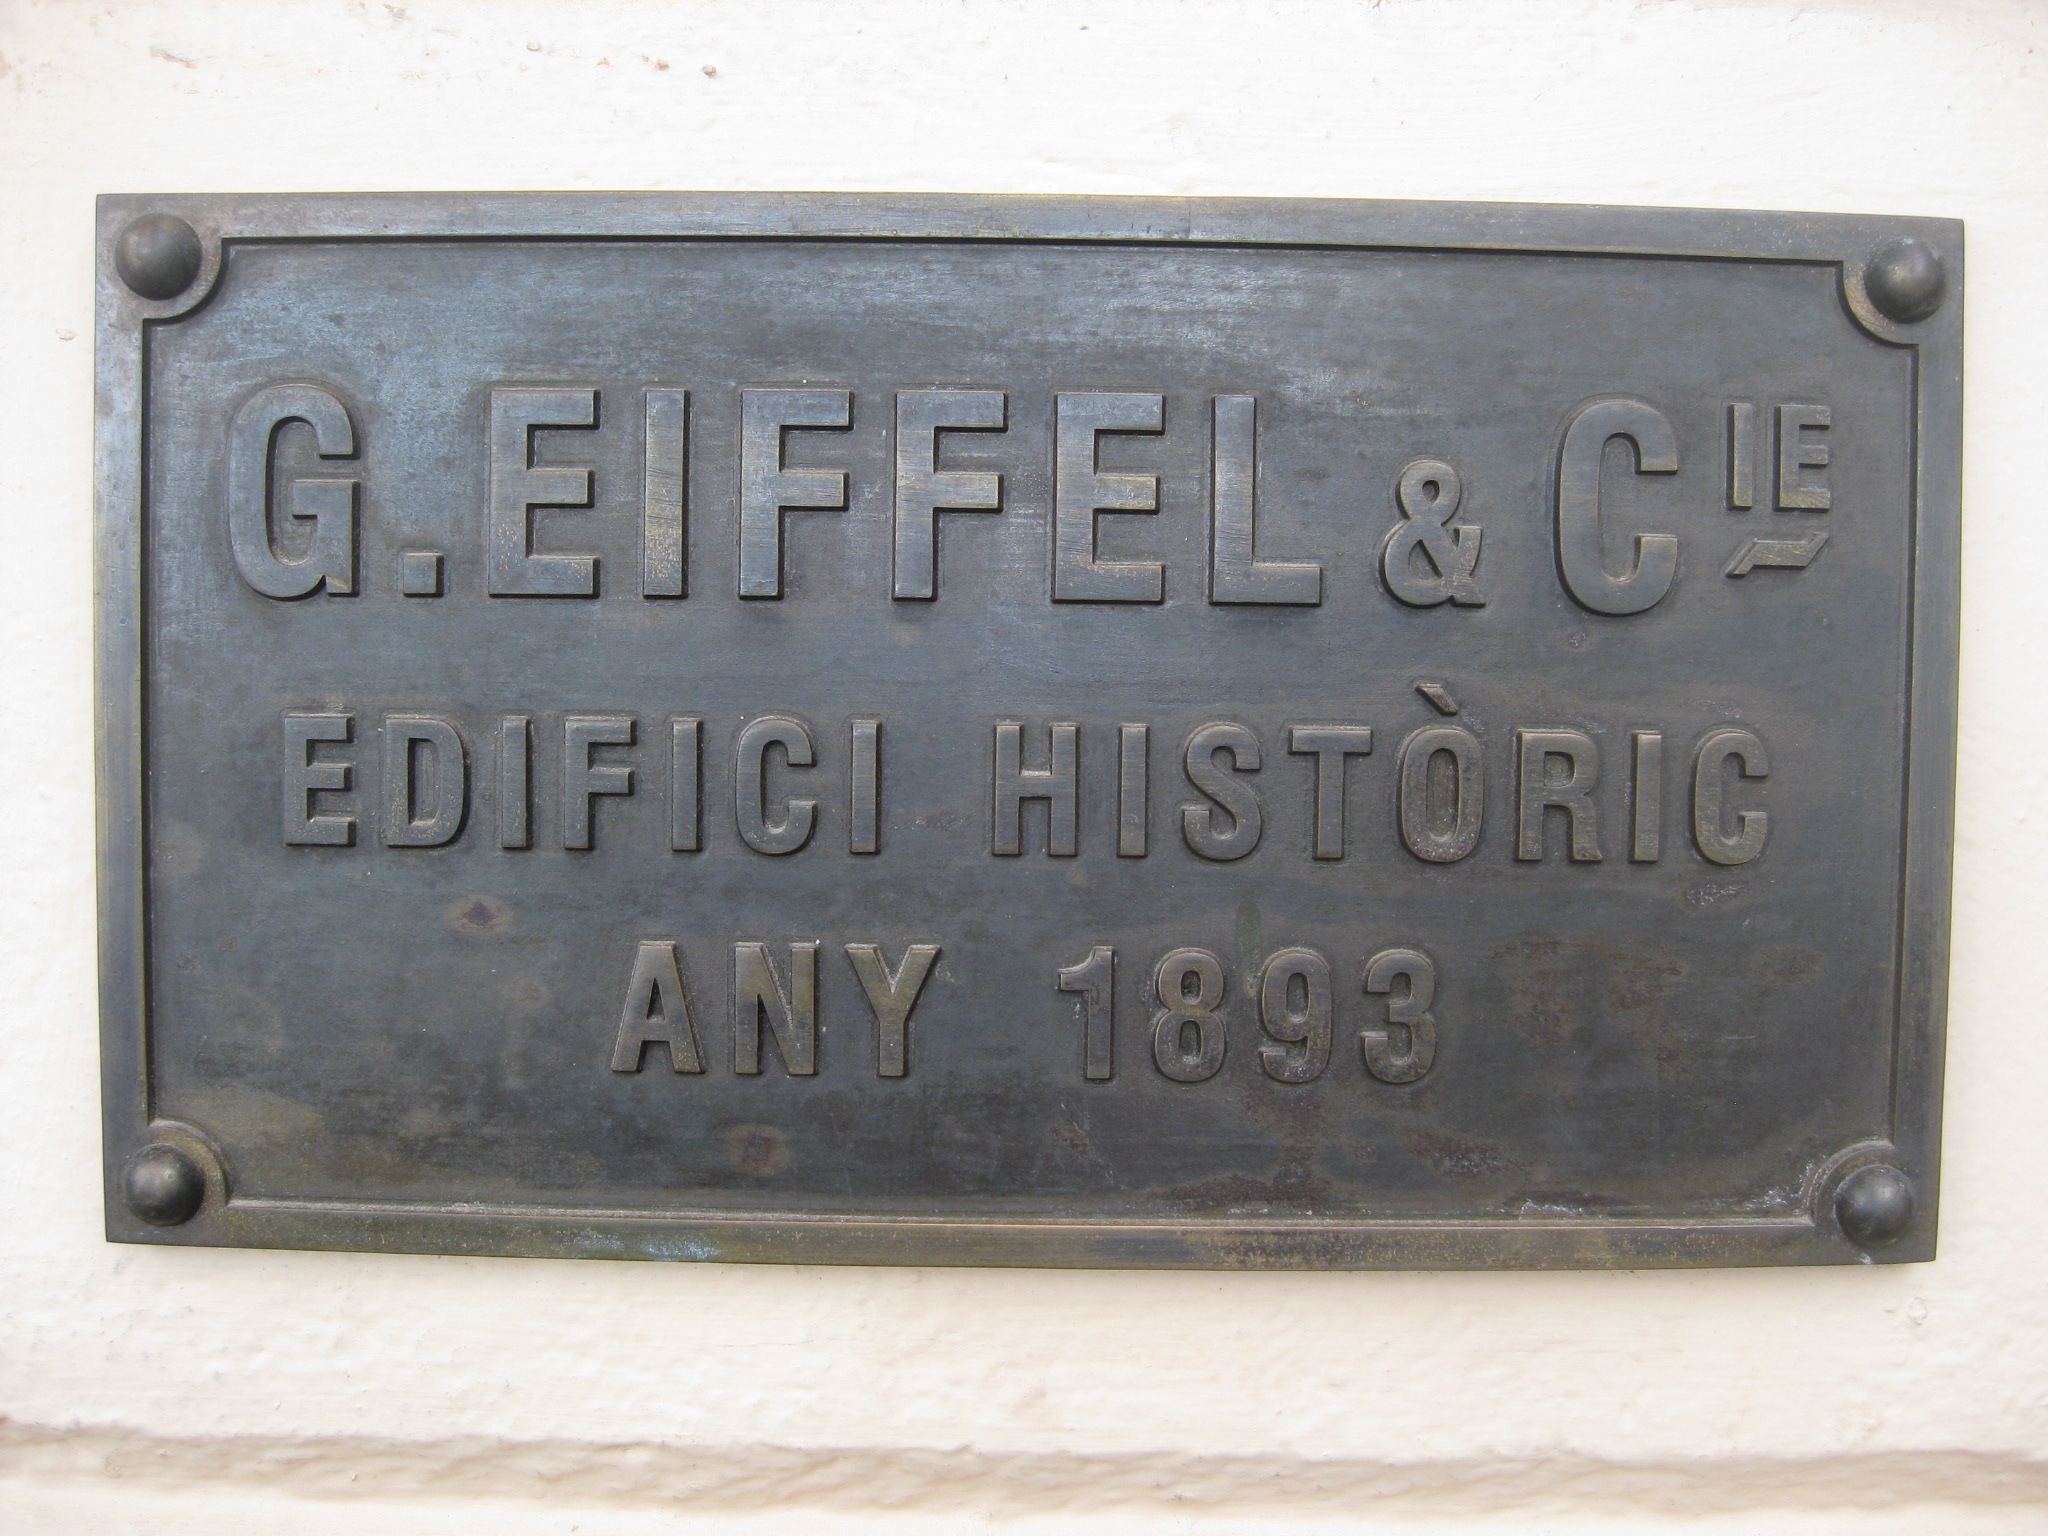 G. EIFFEL & CIE
EDIFICI HISTÒRIC
ANY 1893